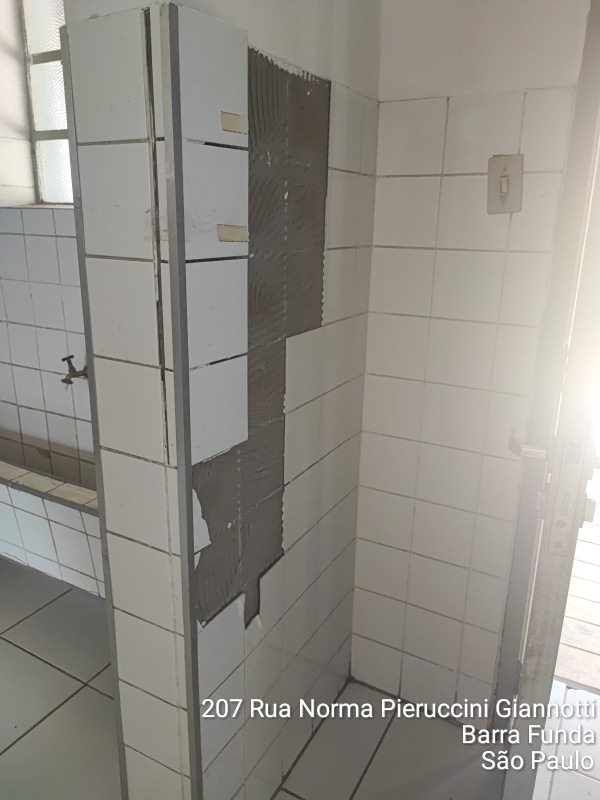 207 Rua Norma Pieruccini Giannotti
Barra Funda
São Paulo